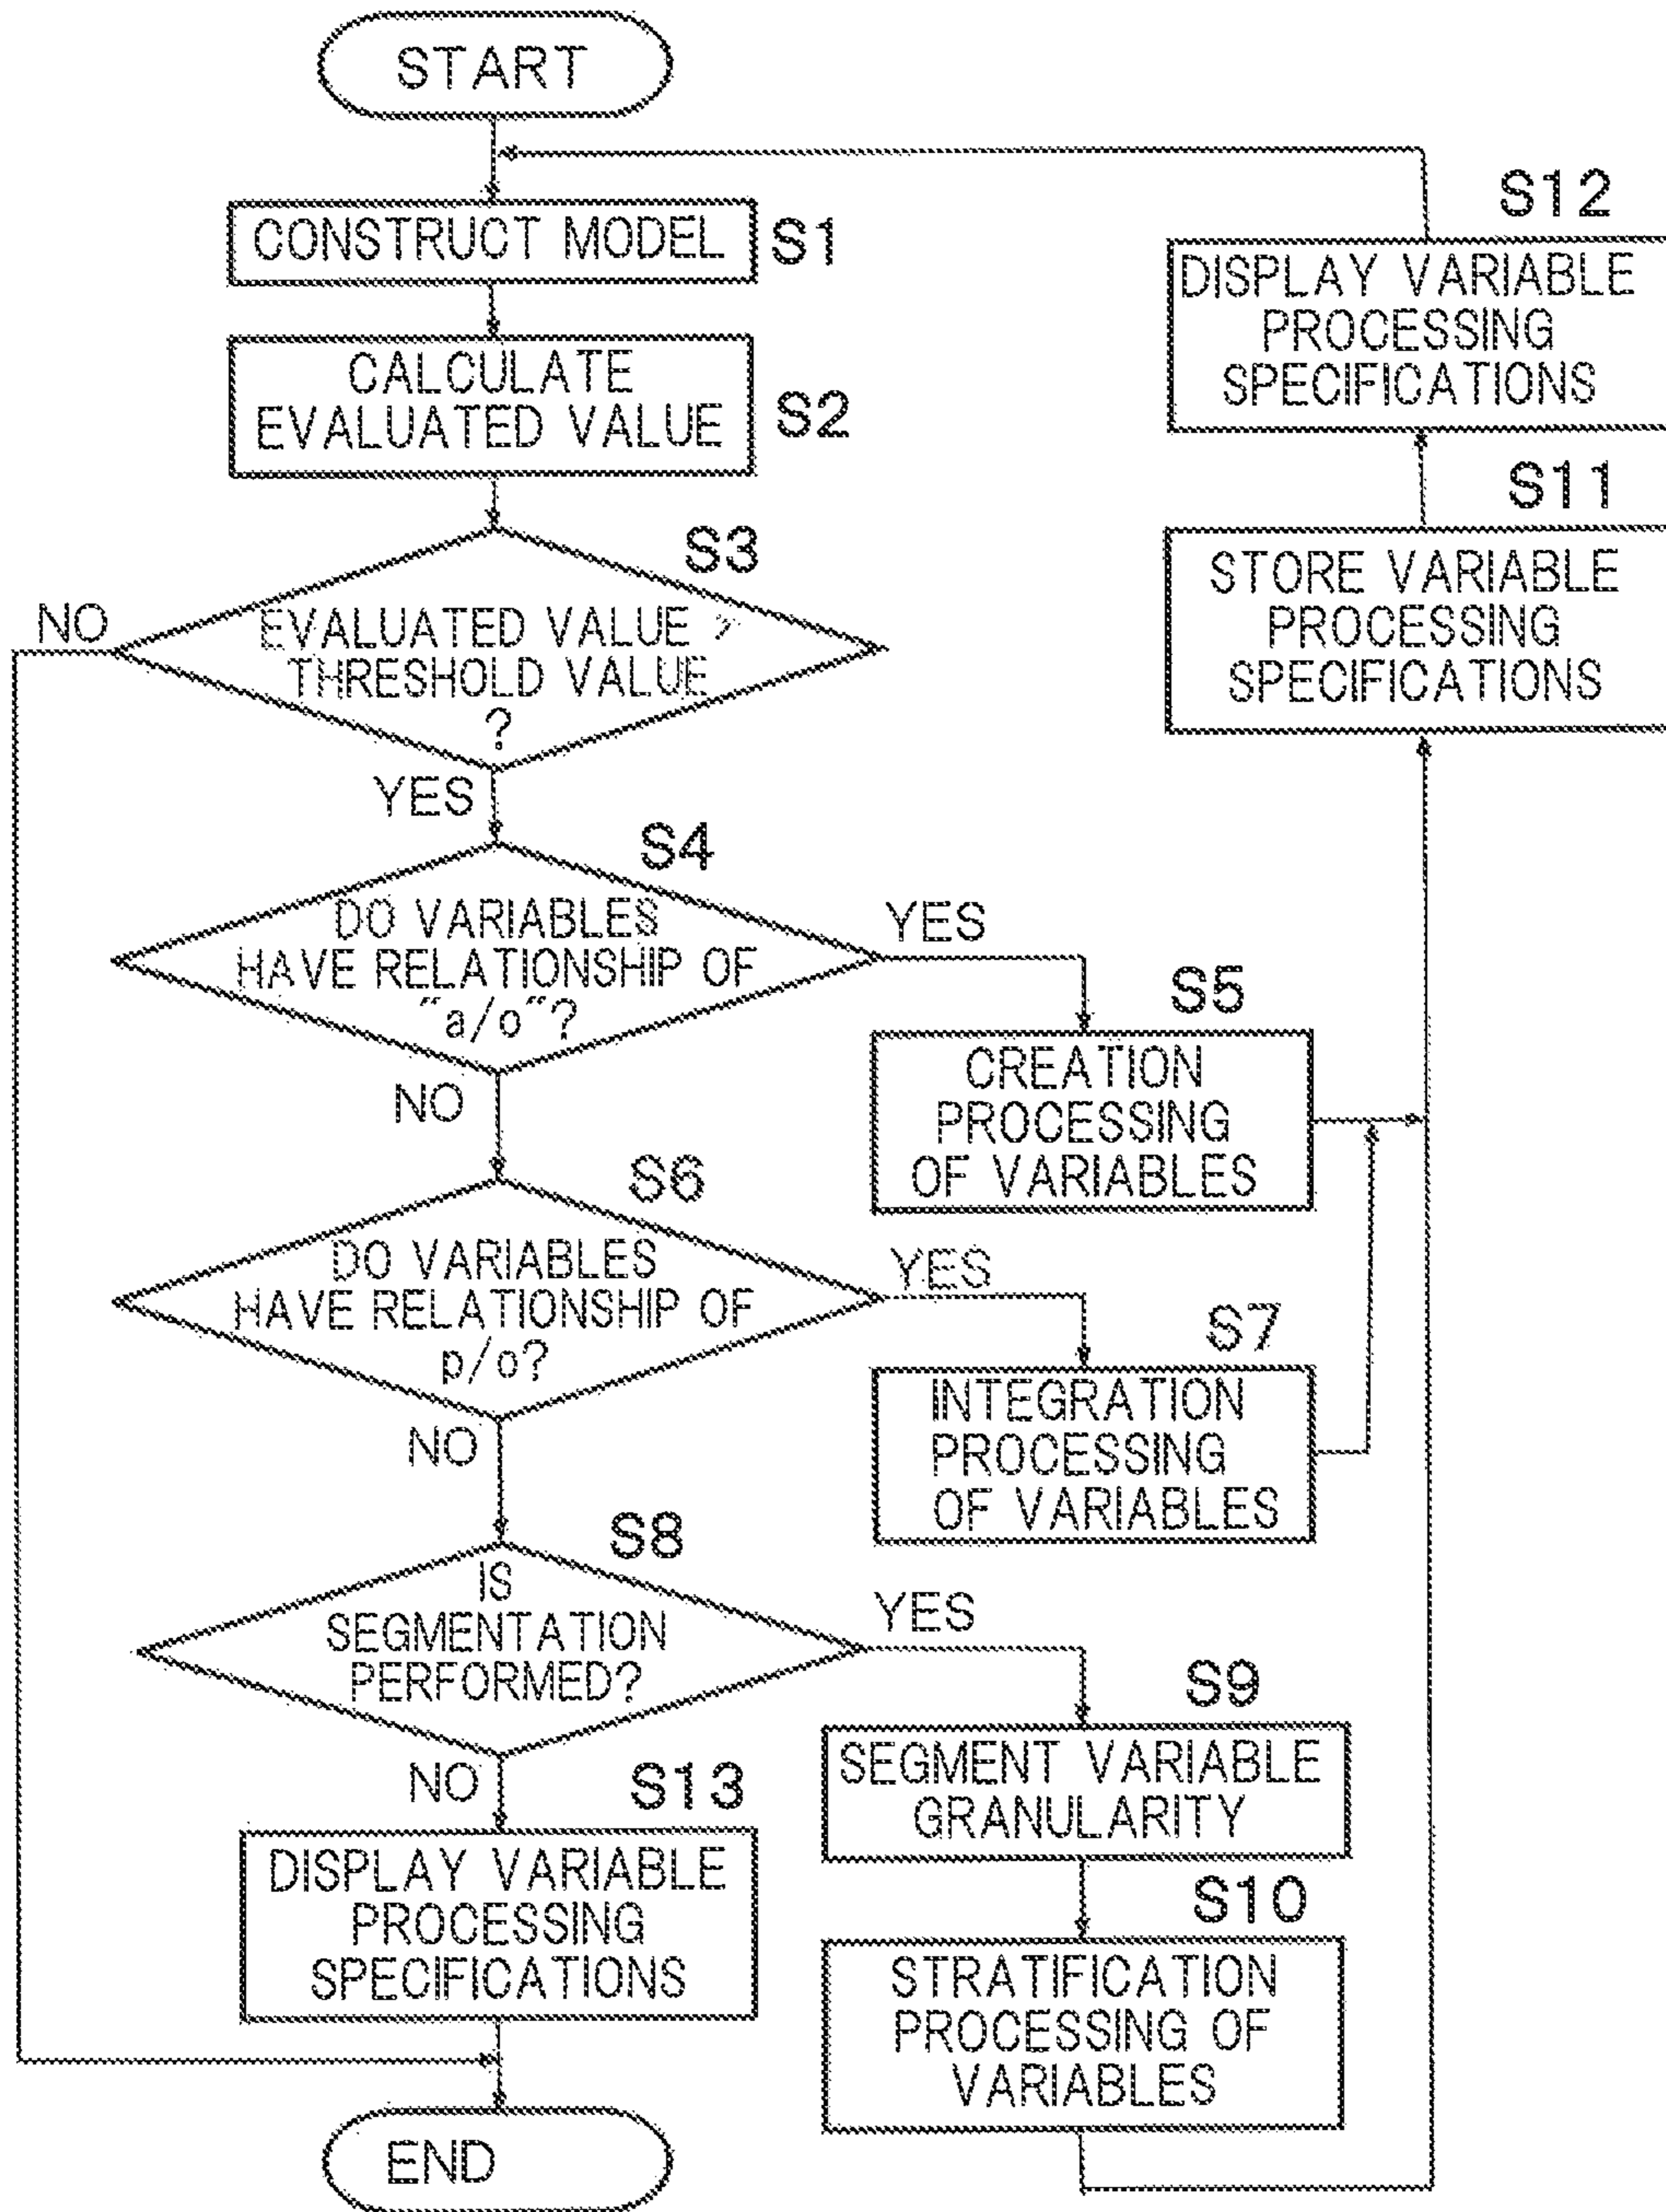 START
CONSTRUCT MODEL
S1
CALCULATE
EVALUATED VALUE
S2
S3
EVALUATED VALUE >
THRESHOLD VALUE
?
NO
YES
S4
DO VARIABLES
HAVE RELATIONSHIP OF
"a/o"?
YES
NO
S5
CREATION
PROCESSING
OF VARIABLES
S6
DO VARIABLES
HAVE RELATIONSHIP OF
p/o?
YES
NO
S7
INTEGRATION
PROCESSING
OF VARIABLES
S8
IS
SEGMENTATION
PERFORMED?
YES
NO
S9
SEGMENT VARIABLE
GRANULARITY
S10
STRATIFICATION
PROCESSING OF
VARIABLES
S11
STORE VARIABLE
PROCESSING
SPECIFICATIONS
S12
DISPLAY VARIABLE
PROCESSING
SPECIFICATIONS
S13
DISPLAY VARIABLE
PROCESSING
SPECIFICATIONS
END